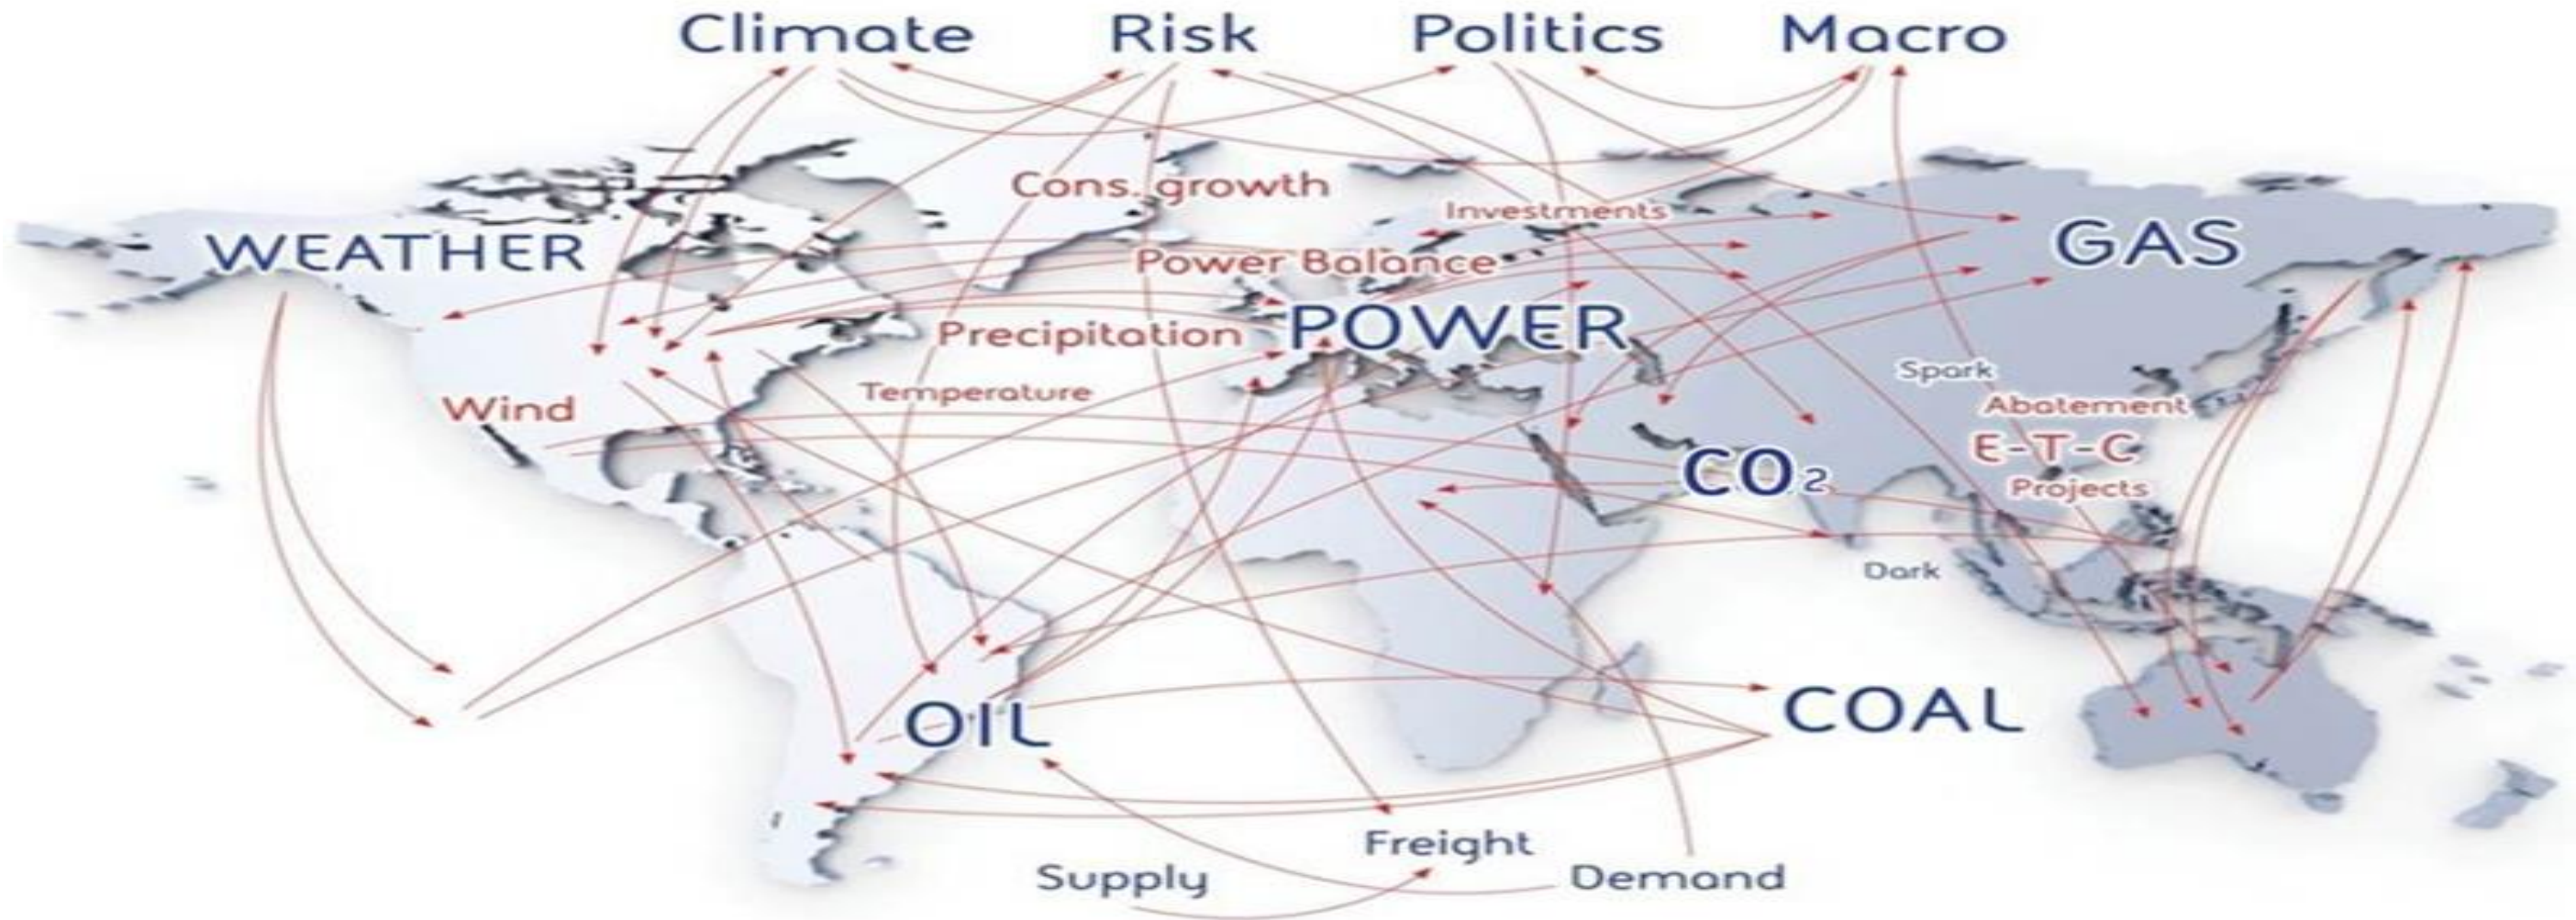 Climate Risk Politics Macro
Cons. growth
Investments
WEATHER
GAS
Power Balance
POWER
Precipitation
Spark
Temperature
Abatement
Wind
E-T-C
CO₂
Projects
Dark
OIL
COAL
Freight
Supply
Demand